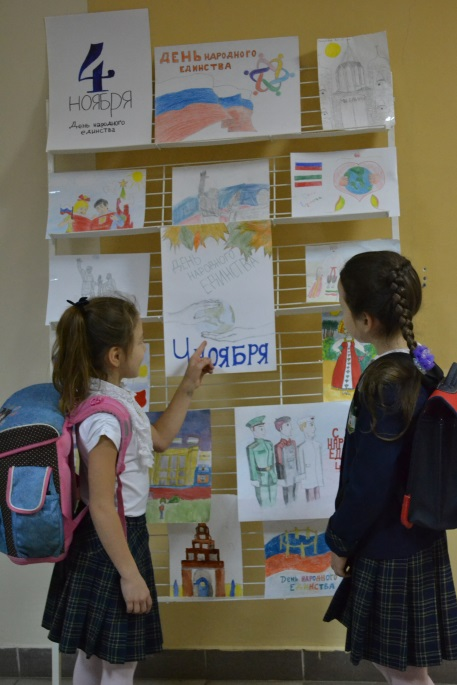 4
НОЯБРЯ
День народного
единства
ДЕНЬ НАРОДНОГО
ЕДИНСТВА
ДЕНЬ
НАРОДНОГО
ЕДИНСТВА
4 НОЯБРЯ
С
ДЕНЬ НАРОДНОГО
ЕДИНСТВА